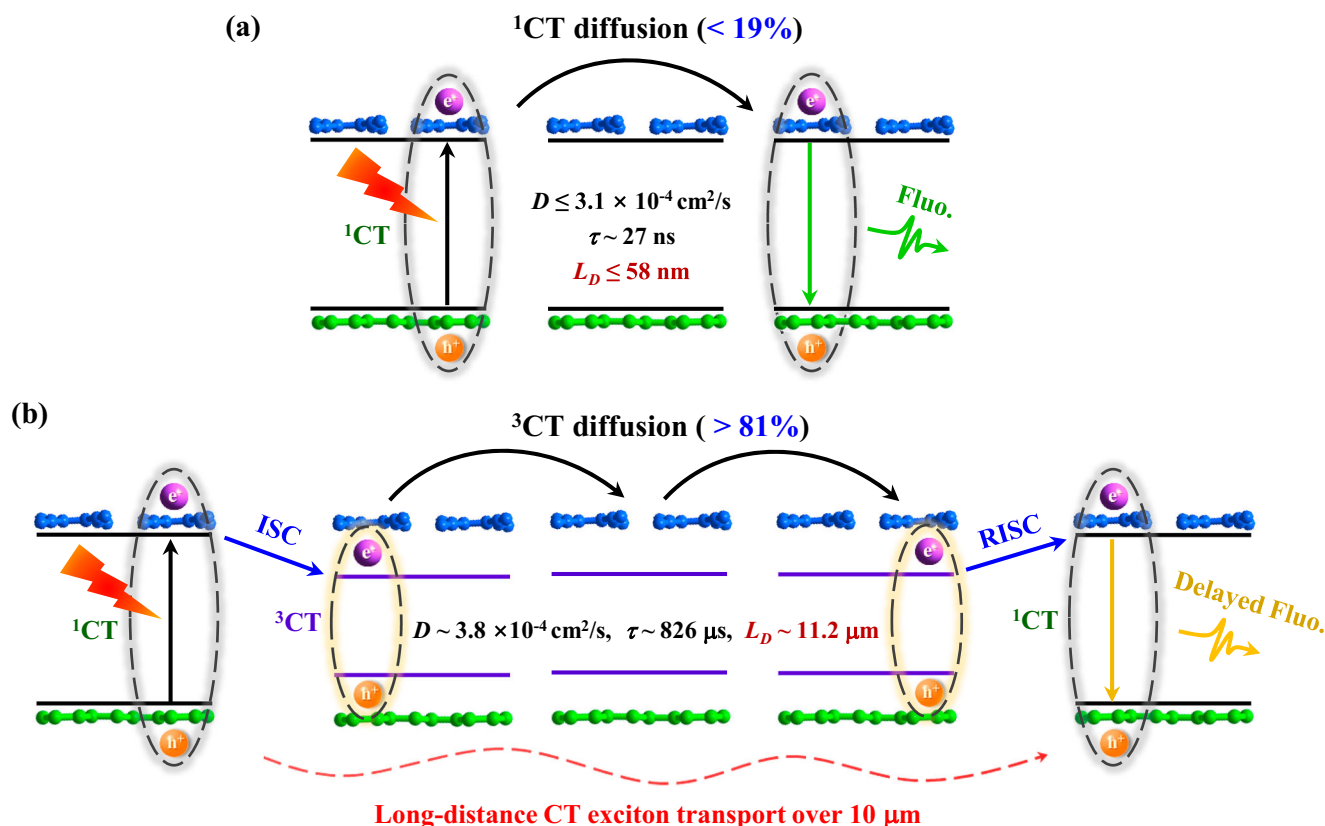 (a)
¹CT diffusion (< 19%)
e⁺
e⁺
¹CT
D ≤ 3.1 × 10⁻⁴ cm²/s
τ ~ 27 ns
L_D ≤ 58 nm
Fluo.
h⁺
h⁺
(b)
³CT diffusion ( > 81%)
e⁺
ISC
e⁺
e⁺
RISC
e⁺
¹CT
³CT
D ~ 3.8 ×10⁻⁴ cm²/s, τ ~ 826 μs, L_D ~ 11.2 μm
¹CT
Delayed Fluo.
h⁺
h⁺
h⁺
h⁺
Long-distance CT exciton transport over 10 μm